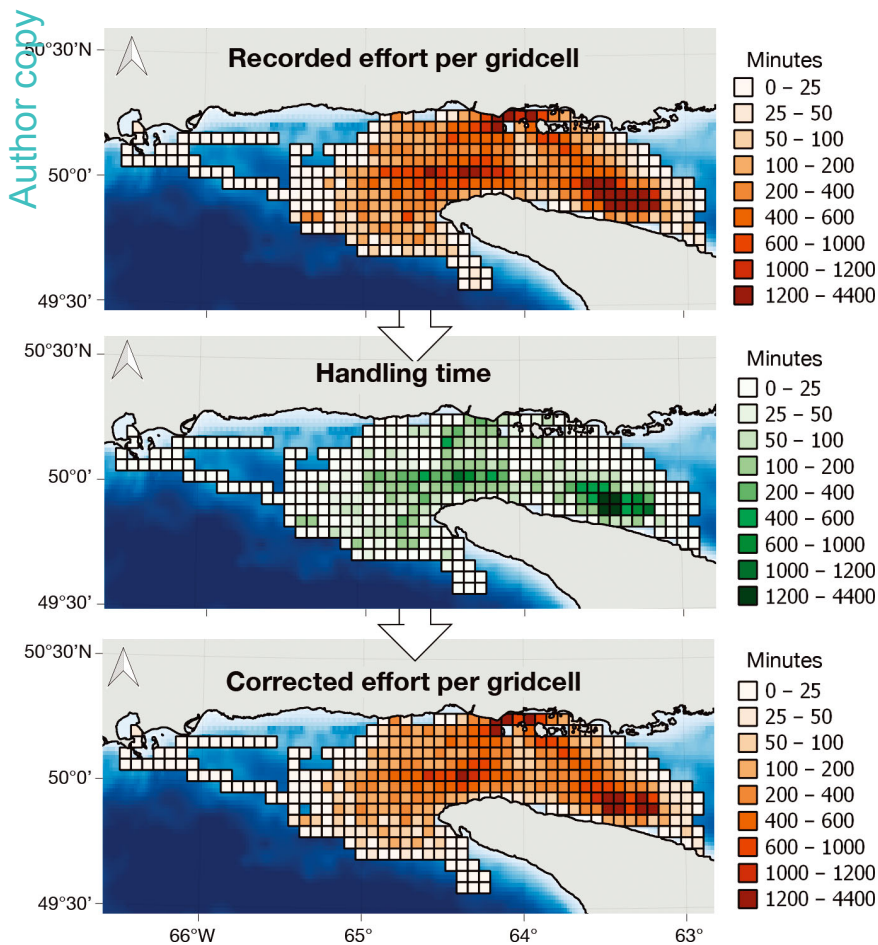 Author copy
50°30’N
Recorded effort per gridcell
50°0’
49°30’
Minutes
0 – 25
25 – 50
50 – 100
100 – 200
200 – 400
400 – 600
600 – 1000
1000 – 1200
1200 – 4400
50°30’N
Handling time
50°0’
49°30’
Minutes
0 – 25
25 – 50
50 – 100
100 – 200
200 – 400
400 – 600
600 – 1000
1000 – 1200
1200 – 4400
50°30’N
Corrected effort per gridcell
50°0’
49°30’
66°W
65°
64°
63°
Minutes
0 – 25
25 – 50
50 – 100
100 – 200
200 – 400
400 – 600
600 – 1000
1000 – 1200
1200 – 4400